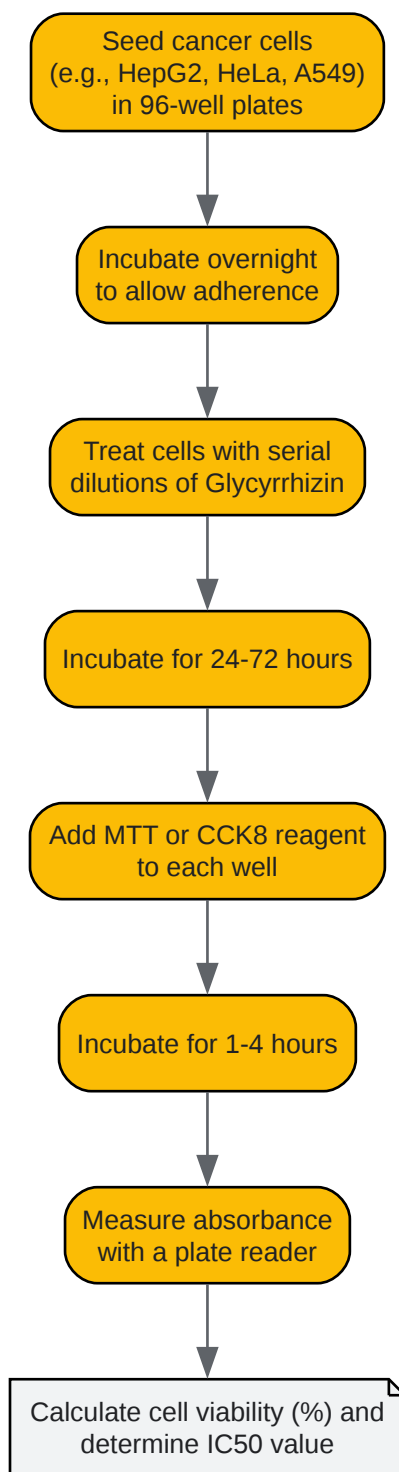 Seed cancer cells
(e.g., HepG2, HeLa, A549)
in 96-well plates
Incubate overnight
to allow adherence
Treat cells with serial
dilutions of Glycyrrhizin
Incubate for 24-72 hours
Add MTT or CCK8 reagent
to each well
Incubate for 1-4 hours
Measure absorbance
with a plate reader
Calculate cell viability (%) and
determine IC50 value